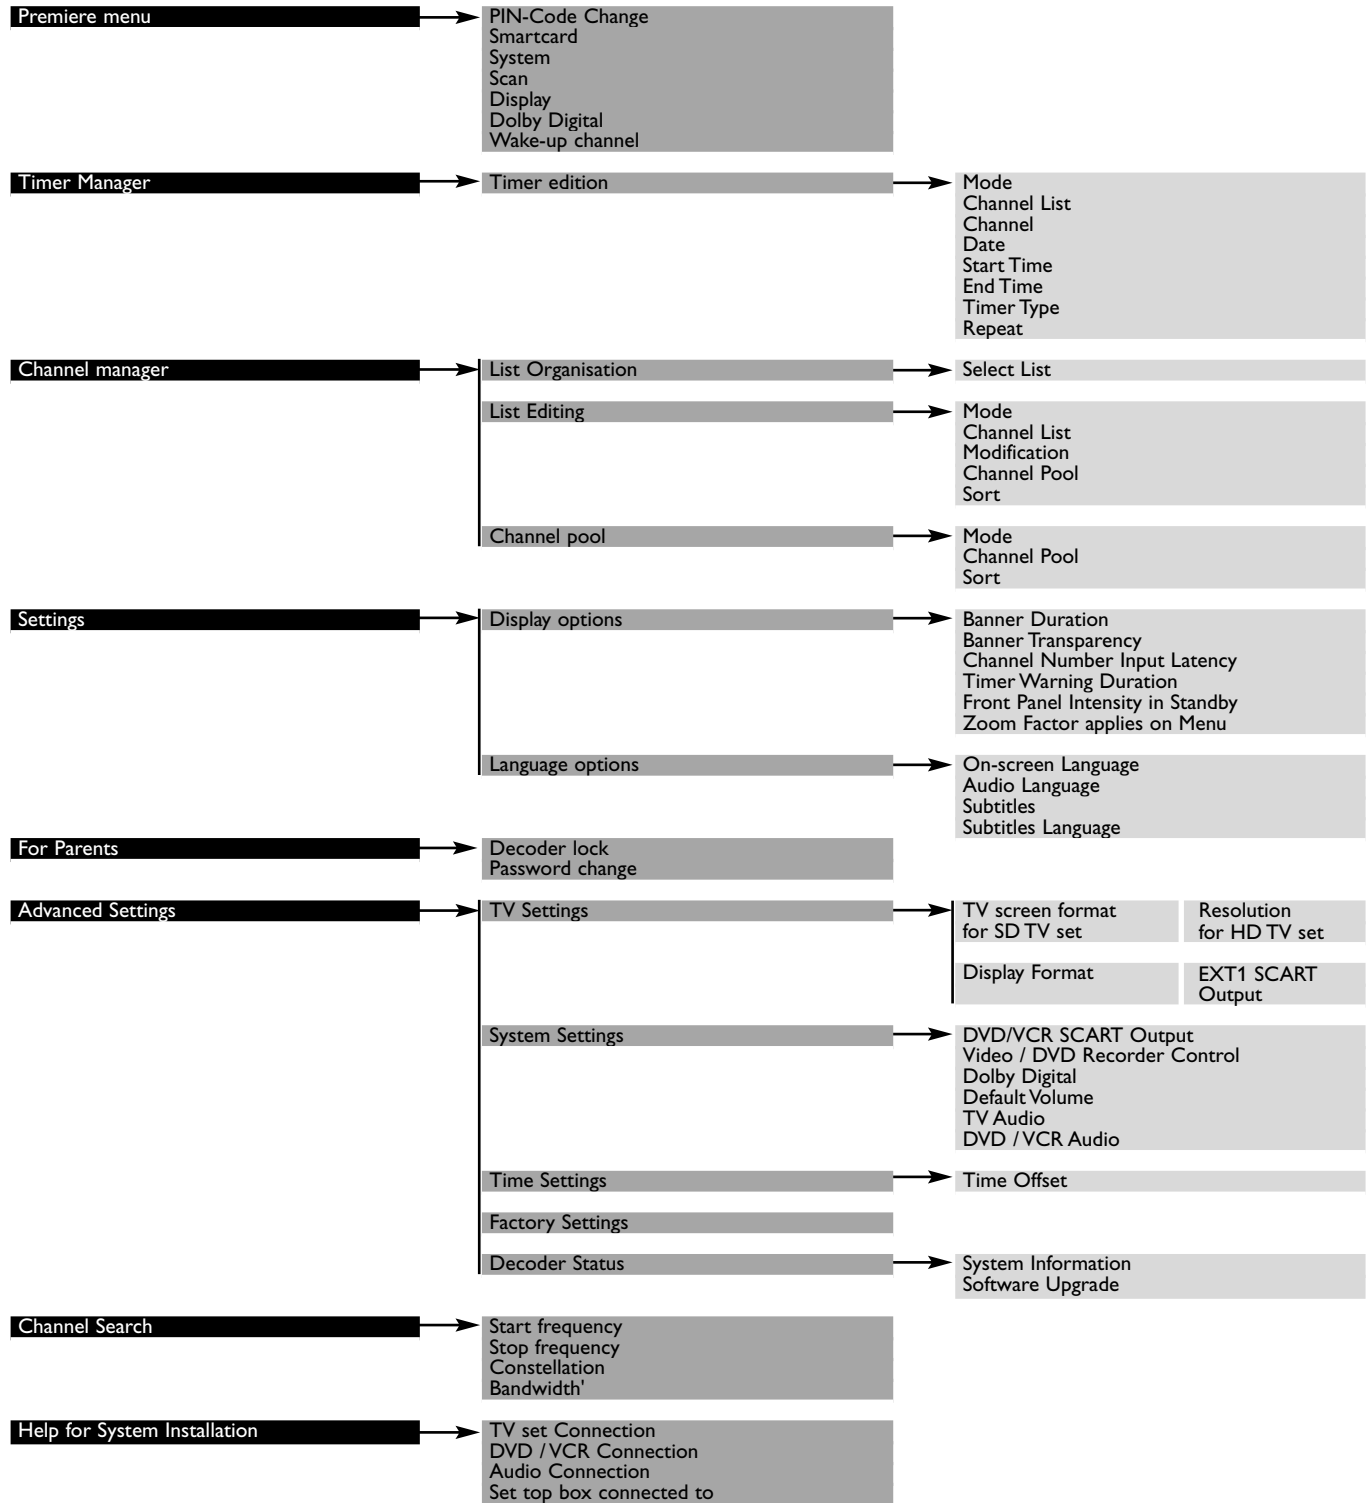 Premiere menu
PIN-Code Change
Smartcard
System
Scan
Display
Dolby Digital
Wake-up channel
Timer Manager
Timer edition
Mode
Channel List
Channel
Date
Start Time
End Time
Timer Type
Repeat
Channel manager
List Organisation
Select List
List Editing
Mode
Channel List
Modification
Channel Pool
Sort
Channel pool
Mode
Channel Pool
Sort
Settings
Display options
Banner Duration
Banner Transparency
Channel Number Input Latency
Timer Warning Duration
Front Panel Intensity in Standby
Zoom Factor applies on Menu
Language options
On-screen Language
Audio Language
Subtitles
Subtitles Language
For Parents
Decoder lock
Password change
Advanced Settings
TV Settings
TV screen format
for SD TV set
Resolution
for HD TV set
Display Format
EXT1 SCART
Output
System Settings
DVD/VCR SCART Output
Video / DVD Recorder Control
Dolby Digital
Default Volume
TV Audio
DVD / VCR Audio
Time Settings
Time Offset
Factory Settings
Decoder Status
System Information
Software Upgrade
Channel Search
Start frequency
Stop frequency
Constellation
Bandwidth'
Help for System Installation
TV set Connection
DVD / VCR Connection
Audio Connection
Set top box connected to